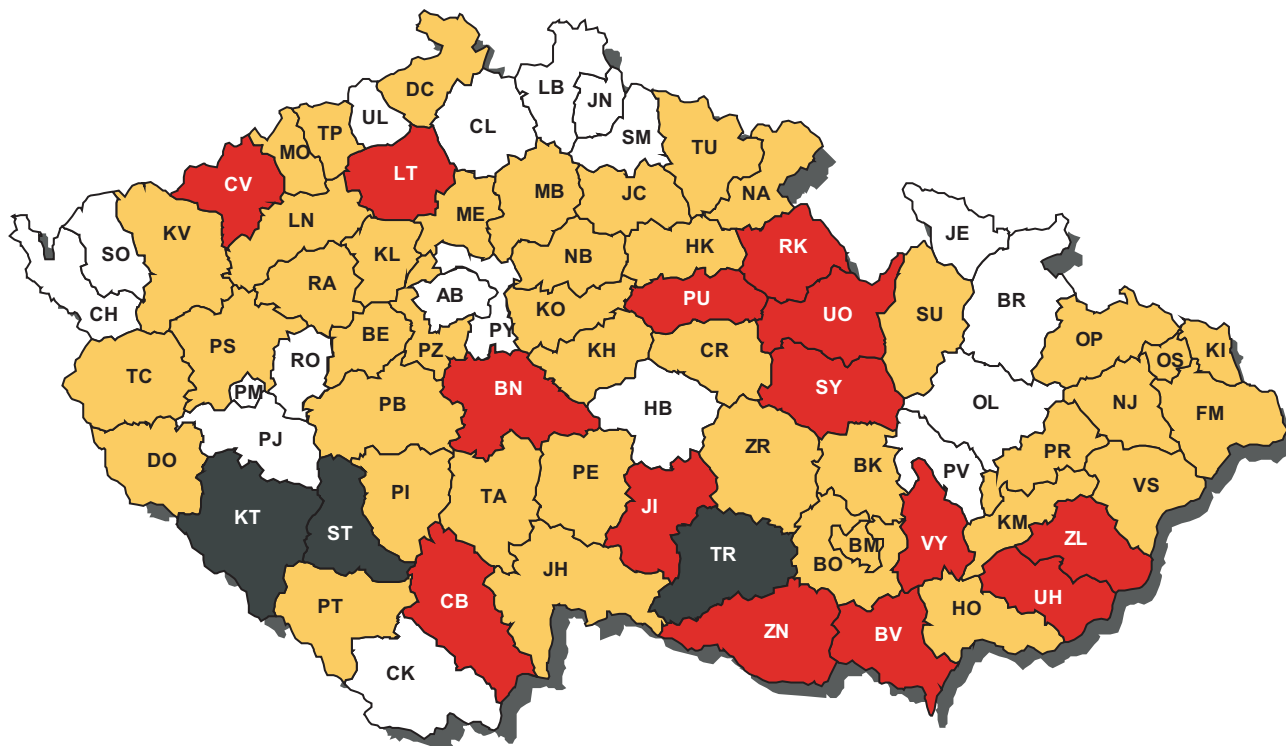 DC
LB
JN
UL
CL
TP
SM
TU
MO
LT
CV
MB
JC
NA
ME
LN
KV
SO
KL
NB
HK
RK
JE
RA
AB
KO
PU
UO
SU
BR
CH
PY
BE
PZ
KH
CR
OP
KI
OS
PS
RO
TC
PM
BN
SY
PB
HB
OL
NJ
FM
PJ
DO
ZR
BK
PR
PV
VS
PI
TA
PE
JI
KT
ST
TR
BM
VY
KM
ZL
BO
JH
PT
CB
HO
UH
ZN
BV
CK